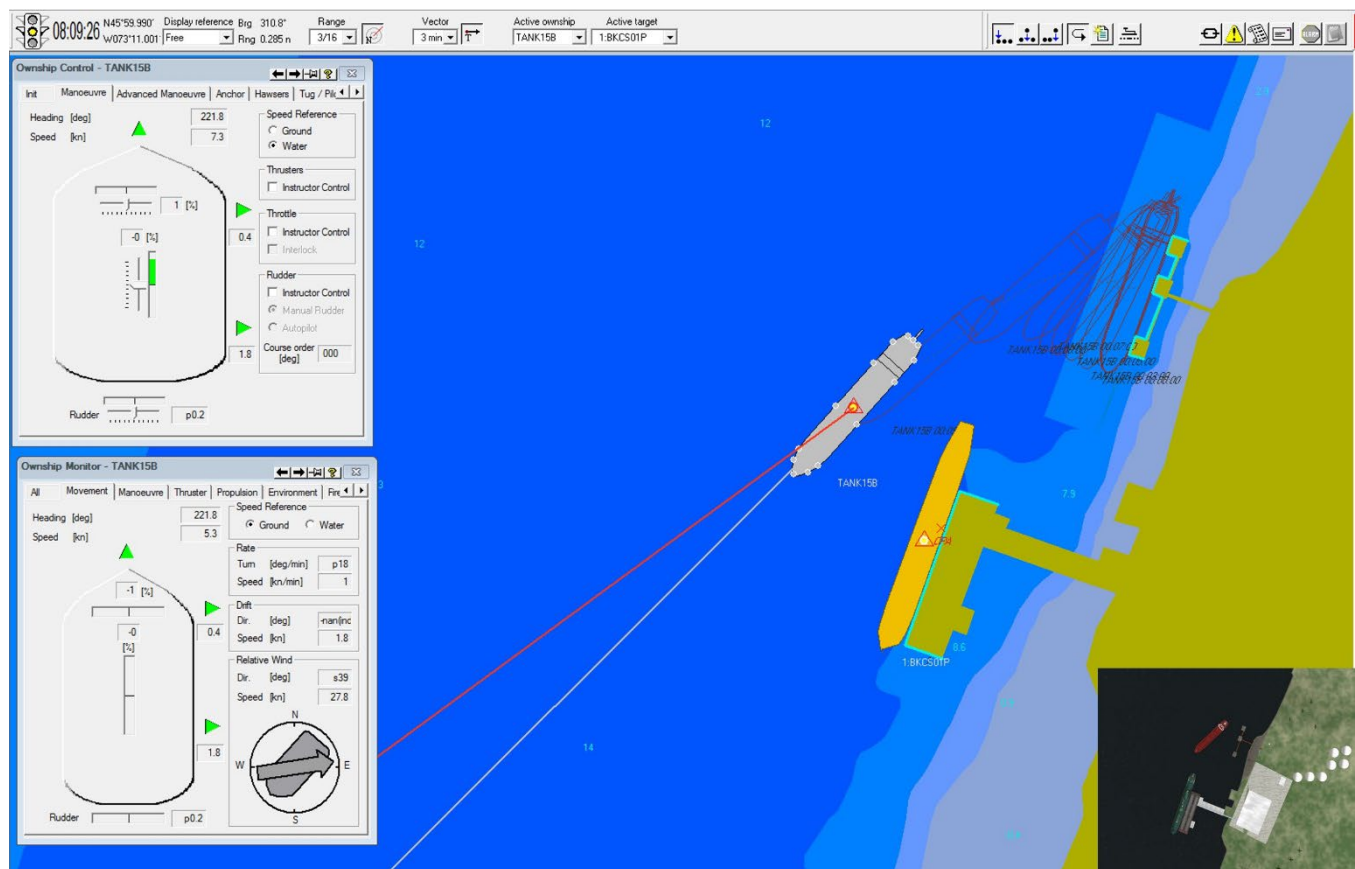 08:09:26
N45°59.990'
W073°11.001'
Display reference
Free
Brg 310.8°
Rng 0.285 n
Range
3/16
N
Vector
3 min
T
Active ownship
TANK15B
Active target
1:BKCS01P
Ownship Control - TANK15B
Init Manoeuvre Advanced Manoeuvre Anchor Hawsers
Heading [deg] 221.8
Speed [kn] 7.3
1 [%]
-0 [%]
0.4
1.8
Rudder p0.2
Speed Reference
Ground
Water
Thrusters
Instructor Control
Throttle
Instructor Control
Interlock
Rudder
Instructor Control
Manual Rudder
Autopilot
Course order
[deg] 000
Ownship Monitor - TANK15B
All Movement Manoeuvre Thruster Propulsion Environment
Heading [deg] 221.8
Speed [kn] 5.3
-1 [%]
-0
[%]
0.4
1.8
Rudder p0.2
Speed Reference
Ground Water
Rate
Turn [deg/min] p18
Speed [kn/min] 1
Drift
Dir. [deg] -nan(ind
Speed [kn] 1.8
Relative Wind
Dir. [deg] s39
Speed [kn] 27.8
N
W E
S
12
12
14
7.9
8.6
TANK15B
1:BKCS01P